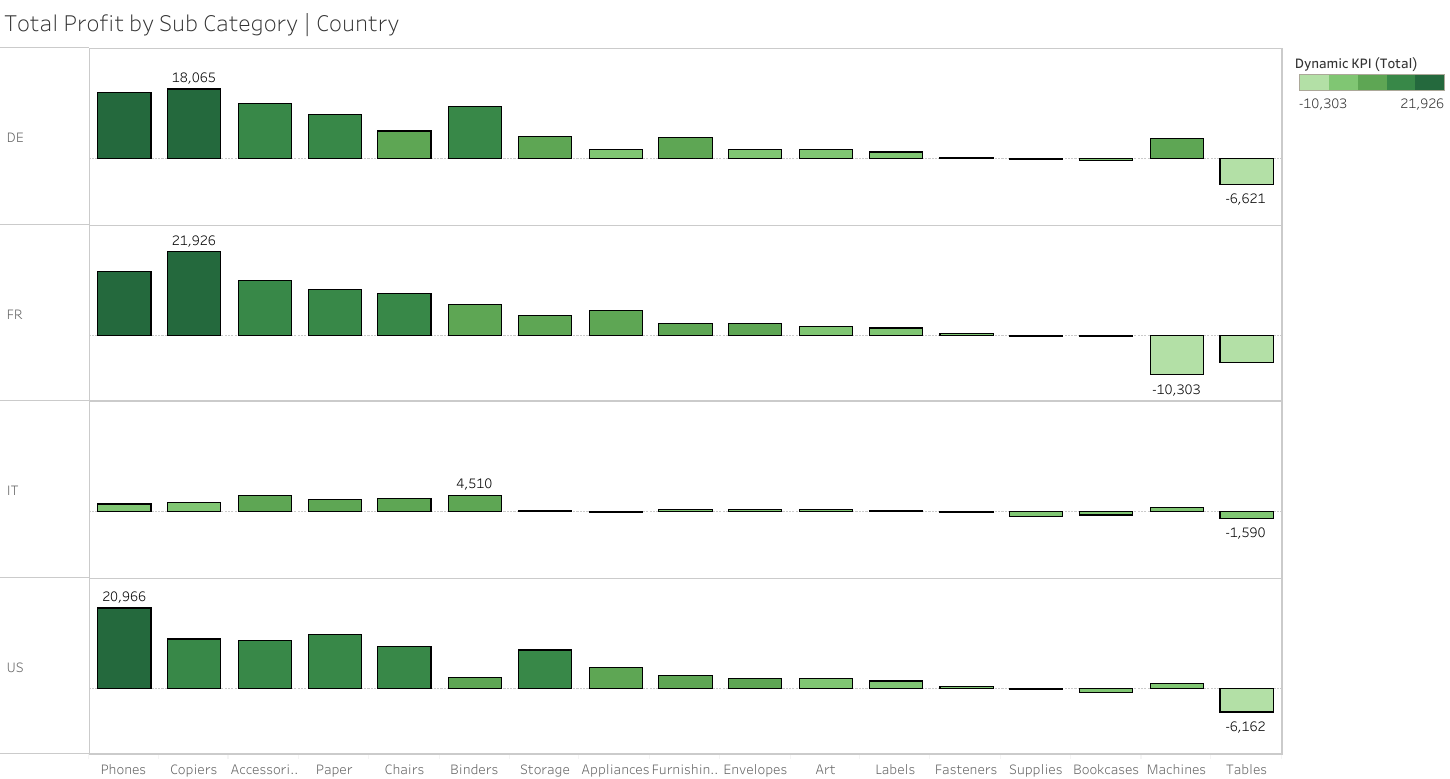 Total Profit by Sub Category | Country
Dynamic KPI (Total)
-10,303 21,926
DE
18,065
-6,621
FR
21,926
-10,303
IT
4,510
-1,590
US
20,966
-6,162
Phones Copiers Accessori.. Paper Chairs Binders Storage Appliances Furnishin.. Envelopes Art Labels Fasteners Supplies Bookcases Machines Tables